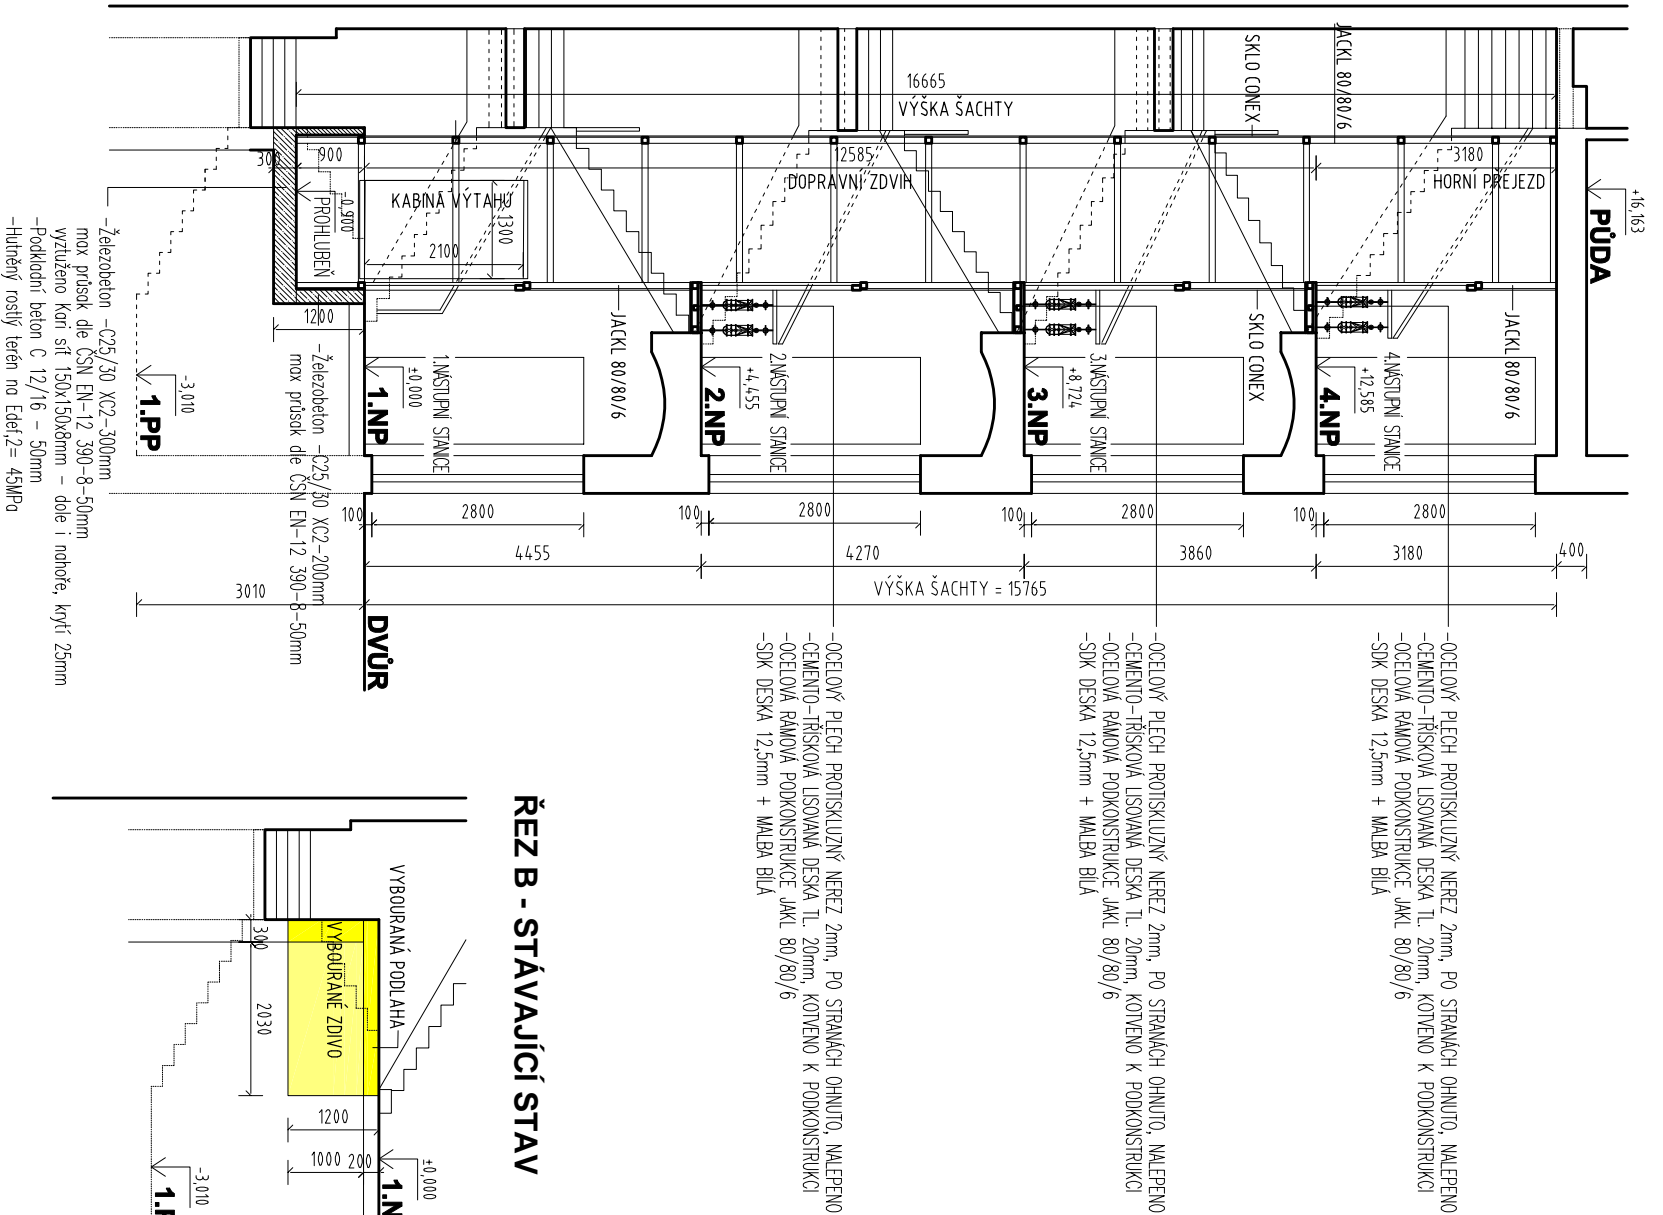 +16,163
PŮDA
JACKL 80/80/6
SKLO CONEX
16665
VÝŠKA ŠACHTY
300
900
12585
DOPRAVNÍ ZDVIH
3180
HORNÍ PŘEJEZD
KABINA VÝTAHU
1300
2100
-0,900
PROHLUBEŇ
1200
JACKL 80/80/6
SKLO CONEX
JACKL 80/80/6
1.NÁSTUPNÍ STANICE
±0,000
1.NP
2.NÁSTUPNÍ STANICE
+4,455
2.NP
3.NÁSTUPNÍ STANICE
+8,724
3.NP
4.NÁSTUPNÍ STANICE
+12,585
4.NP
-3,010
1.PP
100
2800
100
2800
100
2800
100
2800
4455
4270
3860
3180
400
3010
VÝŠKA ŠACHTY = 15765
DVŮR
-Železobeton -C25/30 XC2-200mm
max průsak dle ČSN EN-12 390-8-50mm
-Železobeton -C25/30 XC2-300mm
max průsak dle ČSN EN-12 390-8-50mm
vyztuženo Kari síť 150x150x8mm - dole i nahoře, krytí 25mm
-Podkladní beton C 12/16 - 50mm
-Hutněný rostlý terén na Edef,2= 45MPa
-OCELOVÝ PLECH PROTISKLUZNÝ NEREZ 2mm, PO STRANÁCH OHNUTO, NALEPENO
-CEMENTO-TŘÍSKOVÁ LISOVANÁ DESKA TL. 20mm, KOTVENO K PODKONSTRUKCI
-OCELOVÁ RÁMOVÁ PODKONSTRUKCE JAKL 80/80/6
-SDK DESKA 12,5mm + MALBA BÍLÁ
-OCELOVÝ PLECH PROTISKLUZNÝ NEREZ 2mm, PO STRANÁCH OHNUTO, NALEPENO
-CEMENTO-TŘÍSKOVÁ LISOVANÁ DESKA TL. 20mm, KOTVENO K PODKONSTRUKCI
-OCELOVÁ RÁMOVÁ PODKONSTRUKCE JAKL 80/80/6
-SDK DESKA 12,5mm + MALBA BÍLÁ
-OCELOVÝ PLECH PROTISKLUZNÝ NEREZ 2mm, PO STRANÁCH OHNUTO, NALEPENO
-CEMENTO-TŘÍSKOVÁ LISOVANÁ DESKA TL. 20mm, KOTVENO K PODKONSTRUKCI
-OCELOVÁ RÁMOVÁ PODKONSTRUKCE JAKL 80/80/6
-SDK DESKA 12,5mm + MALBA BÍLÁ
ŘEZ B - STÁVAJÍCÍ STAV
VYBOURANÁ PODLAHA
VYBOURANÉ ZDIVO
300
2030
1200
1000
200
±0,000
1.N
-3,010